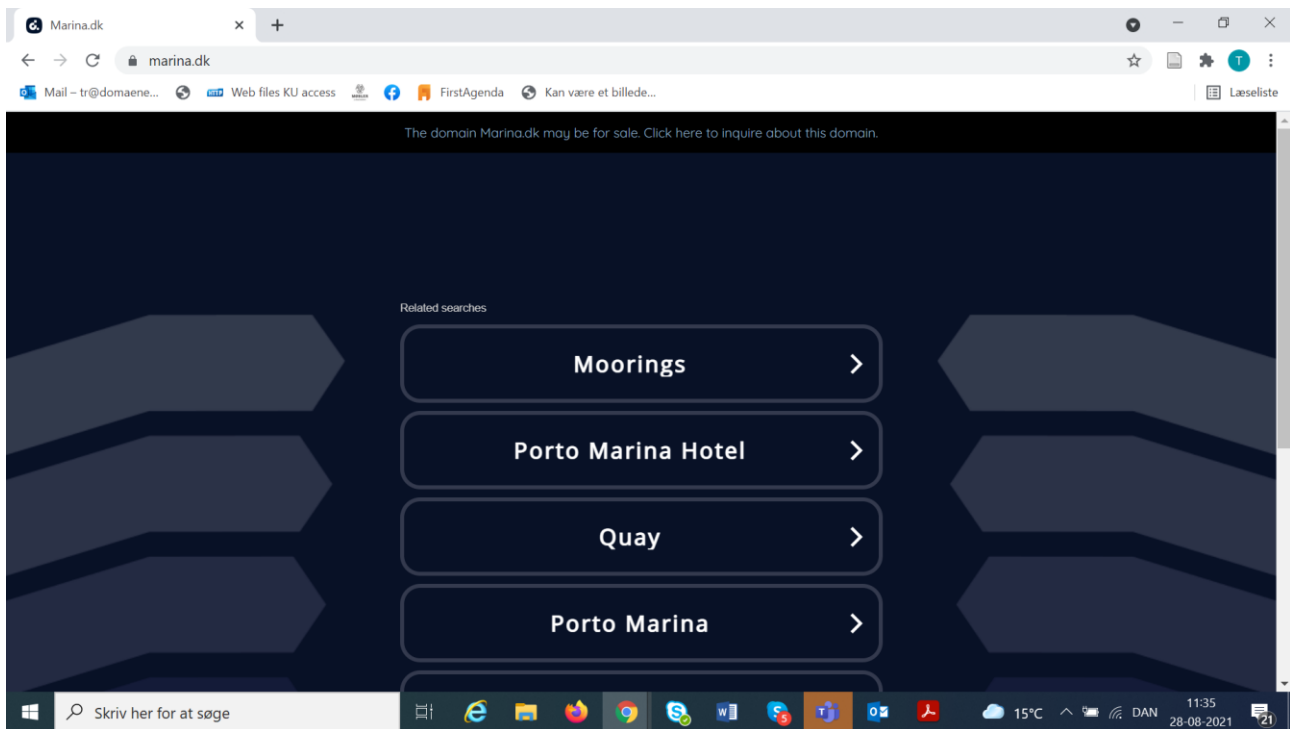 Marina.dk
marina.dk
Mail – tr@domaene... Web files KU access FirstAgenda Kan være et billede... Læseliste
The domain Marina.dk may be for sale. Click here to inquire about this domain.
Related searches
Moorings
Porto Marina Hotel
Quay
Porto Marina
Skriv her for at søge
15°C DAN
11:35
28-08-2021
21